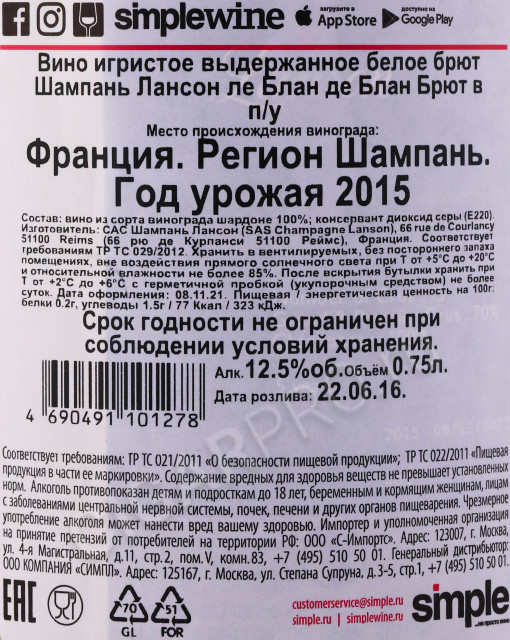 simplewine загрузите в App Store доступно на Google Play
Вино игристое выдержанное белое брют
Шампань Лансон ле Блан де Блан Брют в
п/у
Место происхождения винограда:
Франция. Регион Шампань.
Год урожая 2015
Состав: вино из сорта винограда шардоне 100%; консервант диоксид серы (Е220).
Изготовитель: САС Шампань Лансон (SAS Champagne Lanson), 66 rue de Courlancy
51100 Reims (66 рю де Курланси 51100 Реймс), Франция. Соответствует
требованиям ТР ТС 029/2012. Хранить в вентилируемых, без постороннего запаха
помещениях, вне воздействия прямого солнечного света при Т от +5°С до +20°С
и относительной влажности не более 85%. После вскрытия бутылки хранить при
Т от +2°С до +6°С с герметичной пробкой (укупорочным средством) не более
суток. Дата оформления: 08.11.21. Пищевая / энергетическая ценность на 100г:
белки 0.2г, углеводы 1.5г / 77 Ккал / 323 кДж.
Срок годности не ограничен при
соблюдении условий хранения.
Алк. 12.5%об.объём 0.75л.
Дата розлива: 22.06.16.
4 690491 101278
Соответствует требованиям: ТР ТС 021/2011 «О безопасности пищевой продукции»; ТР ТС 022/2011 «Пищевая
продукция в части ее маркировки». Содержание вредных для здоровья веществ не превышает установленных
норм. Алкоголь противопоказан детям и подросткам до 18 лет, беременным и кормящим женщинам, лицам
с заболеваниями центральной нервной системы, почек, печени и других органов пищеварения. Чрезмерное
употребление алкоголя может нанести вред вашему здоровью. Импортер и уполномоченная организация
на принятие претензий от потребителей на территории РФ: ООО «С-Импортс». Адрес: 123007, г. Москва,
ул. 4-я Магистральная, д.11, стр.2, пом. V, комн. 83, +7 (495) 510 50 01. Генеральный дистрибьютор:
ООО КОМПАНИЯ «СИМПЛ». Адрес: 125167, г. Москва, ул. Степана Супруна, д.3-5, стр.1, +7 (495) 510 50 01.
EAC 70 GL 51 FOR
customerservice@simple.ru
simple.ru | simplewine.ru
simple
...не просто вино